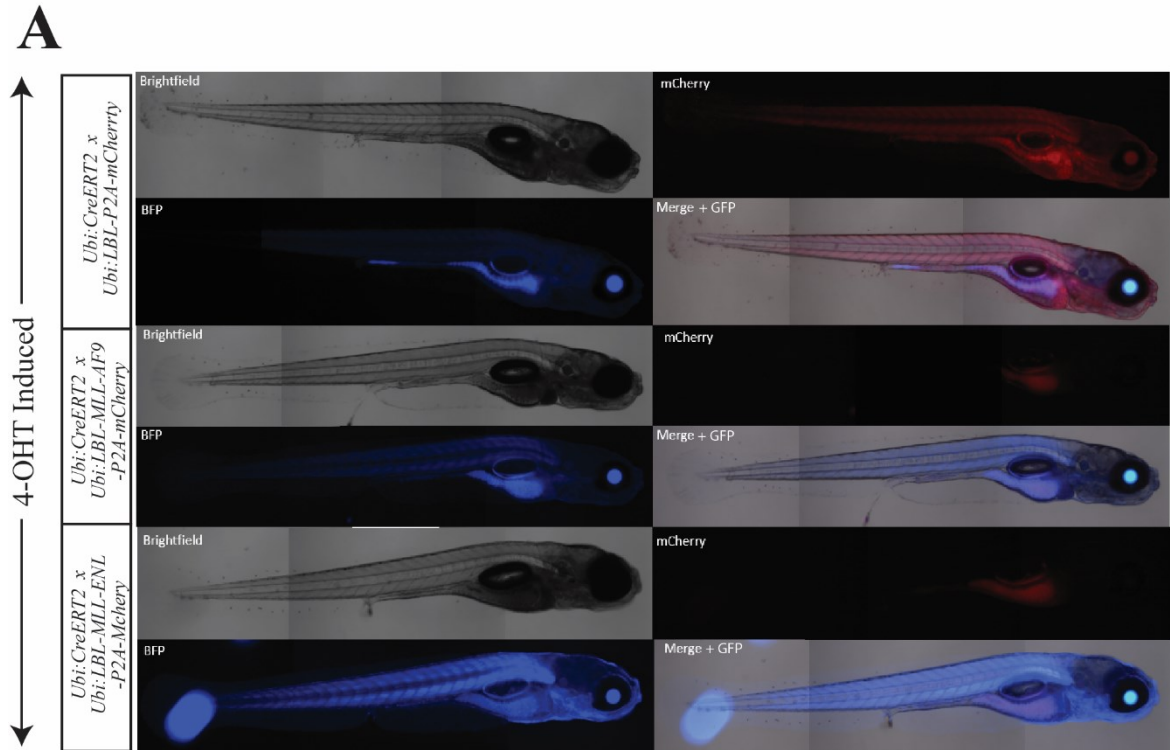 A
4-OHT Induced
Ubi:CreERT2 x
Ubi:LBL-P2A-mCherrty
Brightfield
mCherry
BFP
Merge + GFP
Ubi:CreERT2 x
Ubi:LBL-MLL-AF9
-P2A-mCherry
Brightfield
mCherry
BFP
Merge + GFP
Ubi:CreERT2 x
Ubi:LBL-MLL-ENL
-P2A-Mchery
Brightfield
mCherry
BFP
Merge + GFP